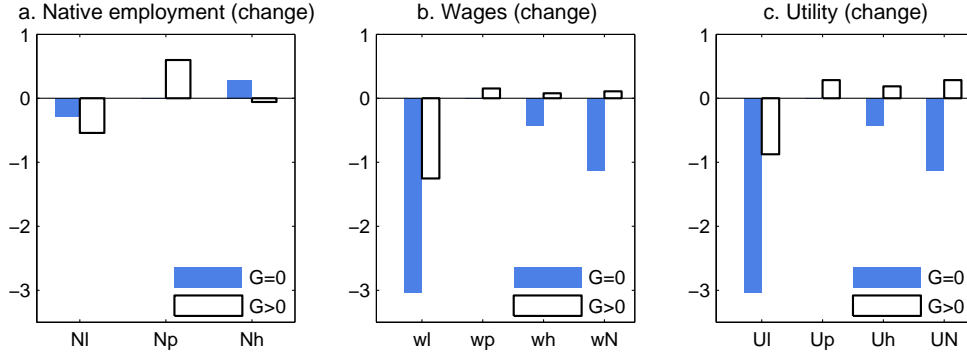 a. Native employment (change)
1
0
−1
−2
−3
Nl
Np
Nh
G=0
G>0
b. Wages (change)
1
0
−1
−2
−3
wl
wp
wh
wN
G=0
G>0
c. Utility (change)
1
0
−1
−2
−3
Ul
Up
Uh
UN
G=0
G>0